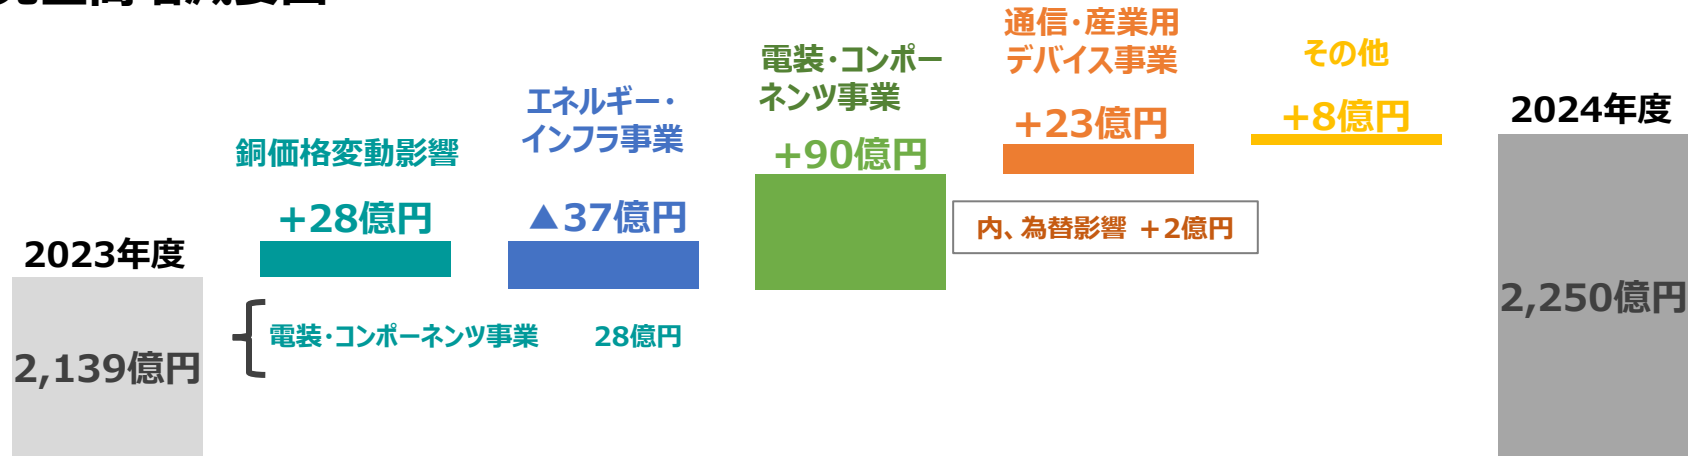 2023年度
2,139億円
銅価格変動影響
+28億円
電装・コンポーネンツ事業 28億円
エネルギー・
インフラ事業
▲37億円
電装・コンポー
ネンツ事業
+90億円
通信・産業用
デバイス事業
+23億円
内、為替影響 +2億円
その他
+8億円
2024年度
2,250億円